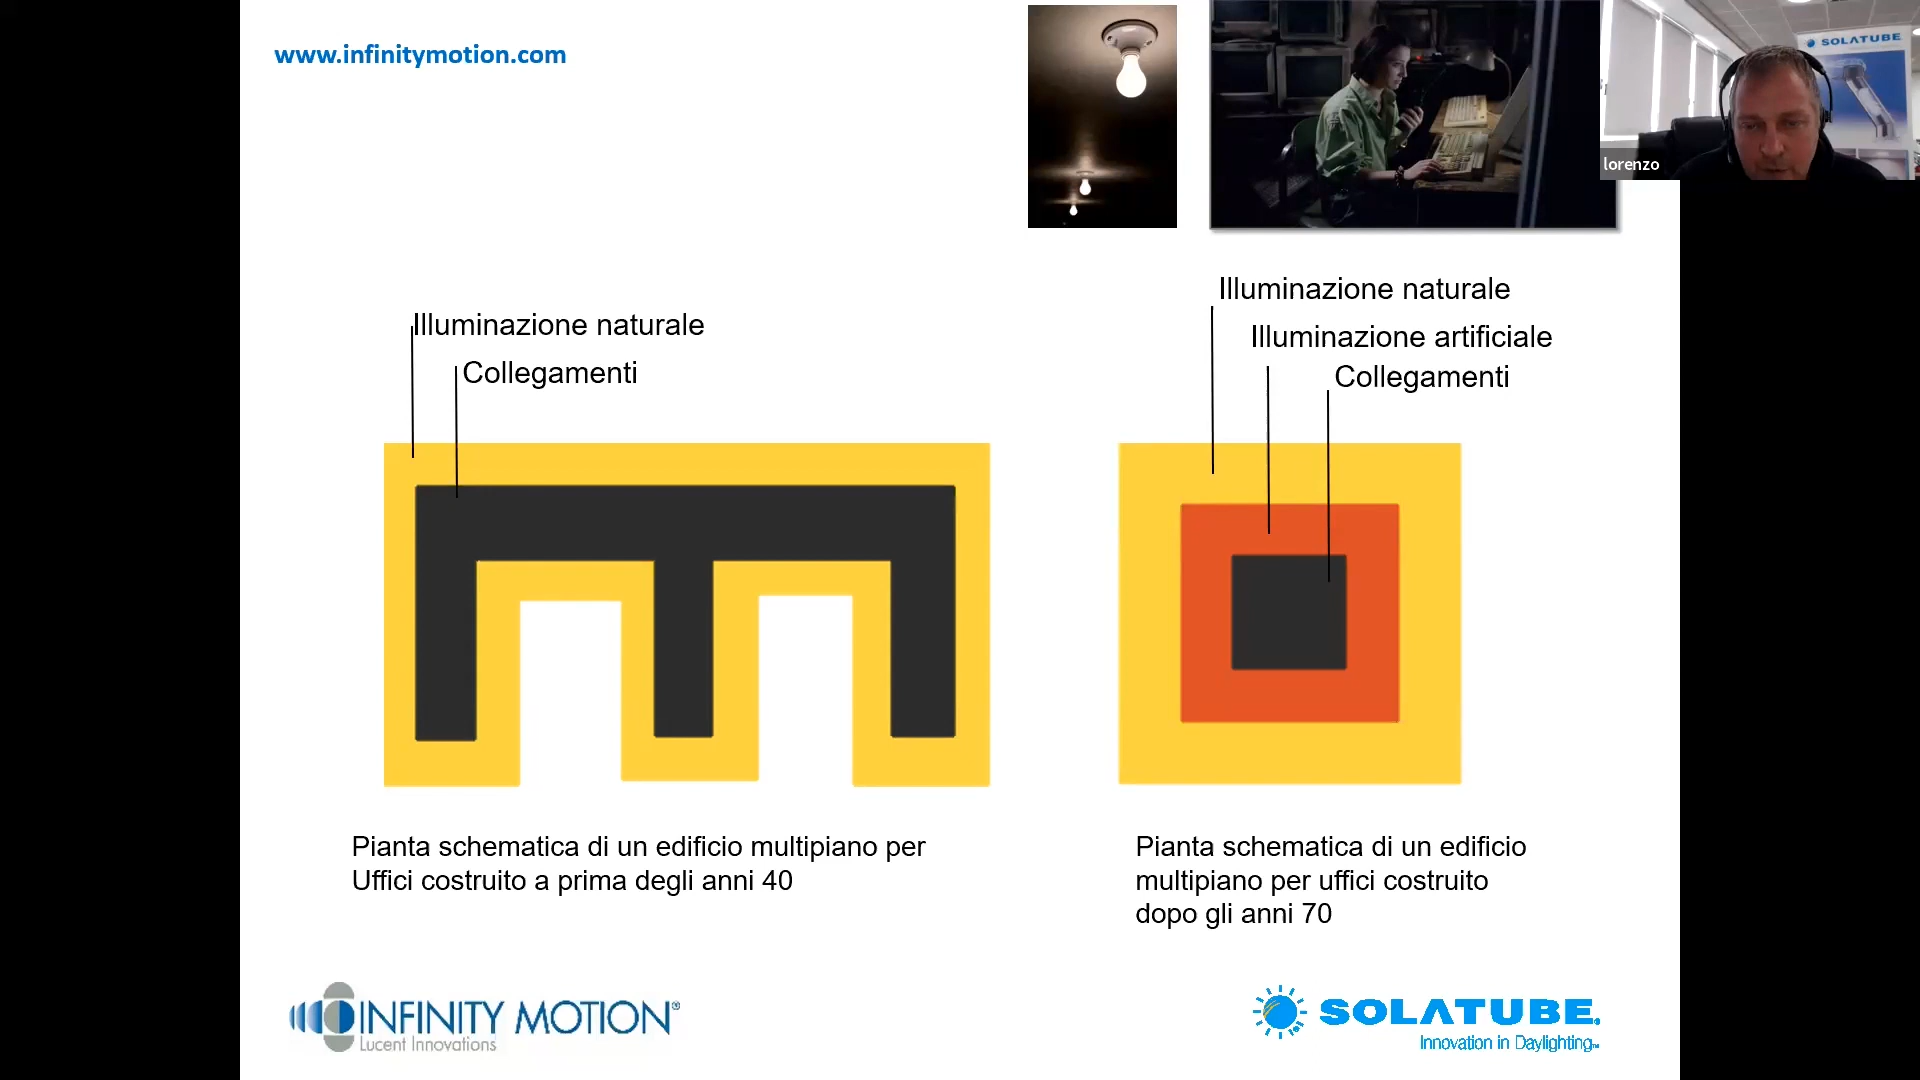 www.infinitymotion.com
SOLATUBE
lorenzo
Illuminazione naturale
Collegamenti
Illuminazione naturale
Illuminazione artificiale
Collegamenti
Pianta schematica di un edificio multipiano per
Uffici costruito a prima degli anni 40
Pianta schematica di un edificio
multipiano per uffici costruito
dopo gli anni 70
INFINITY MOTION®
Lucent Innovations
SOLATUBE.
Innovation in Daylighting™